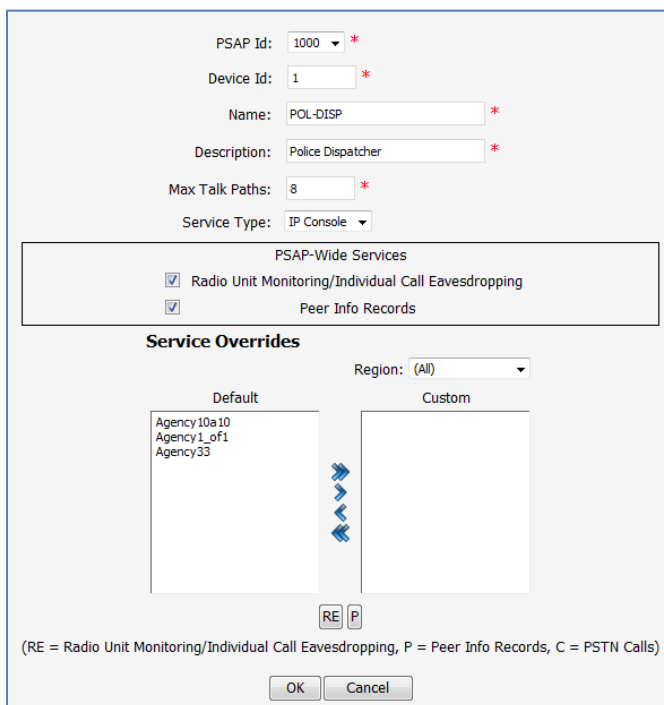 PSAP Id: 1000 *
Device Id: 1 *
Name: POL-DISP *
Description: Police Dispatcher *
Max Talk Paths: 8 *
Service Type: IP Console
PSAP-Wide Services
Radio Unit Monitoring/Individual Call Eavesdropping
Peer Info Records
Service Overrides
Region: (All)
Default Custom
Agency10a10
Agency1_of1
Agency33
RE P
(RE = Radio Unit Monitoring/Individual Call Eavesdropping, P = Peer Info Records, C = PSTN Calls)
OK Cancel